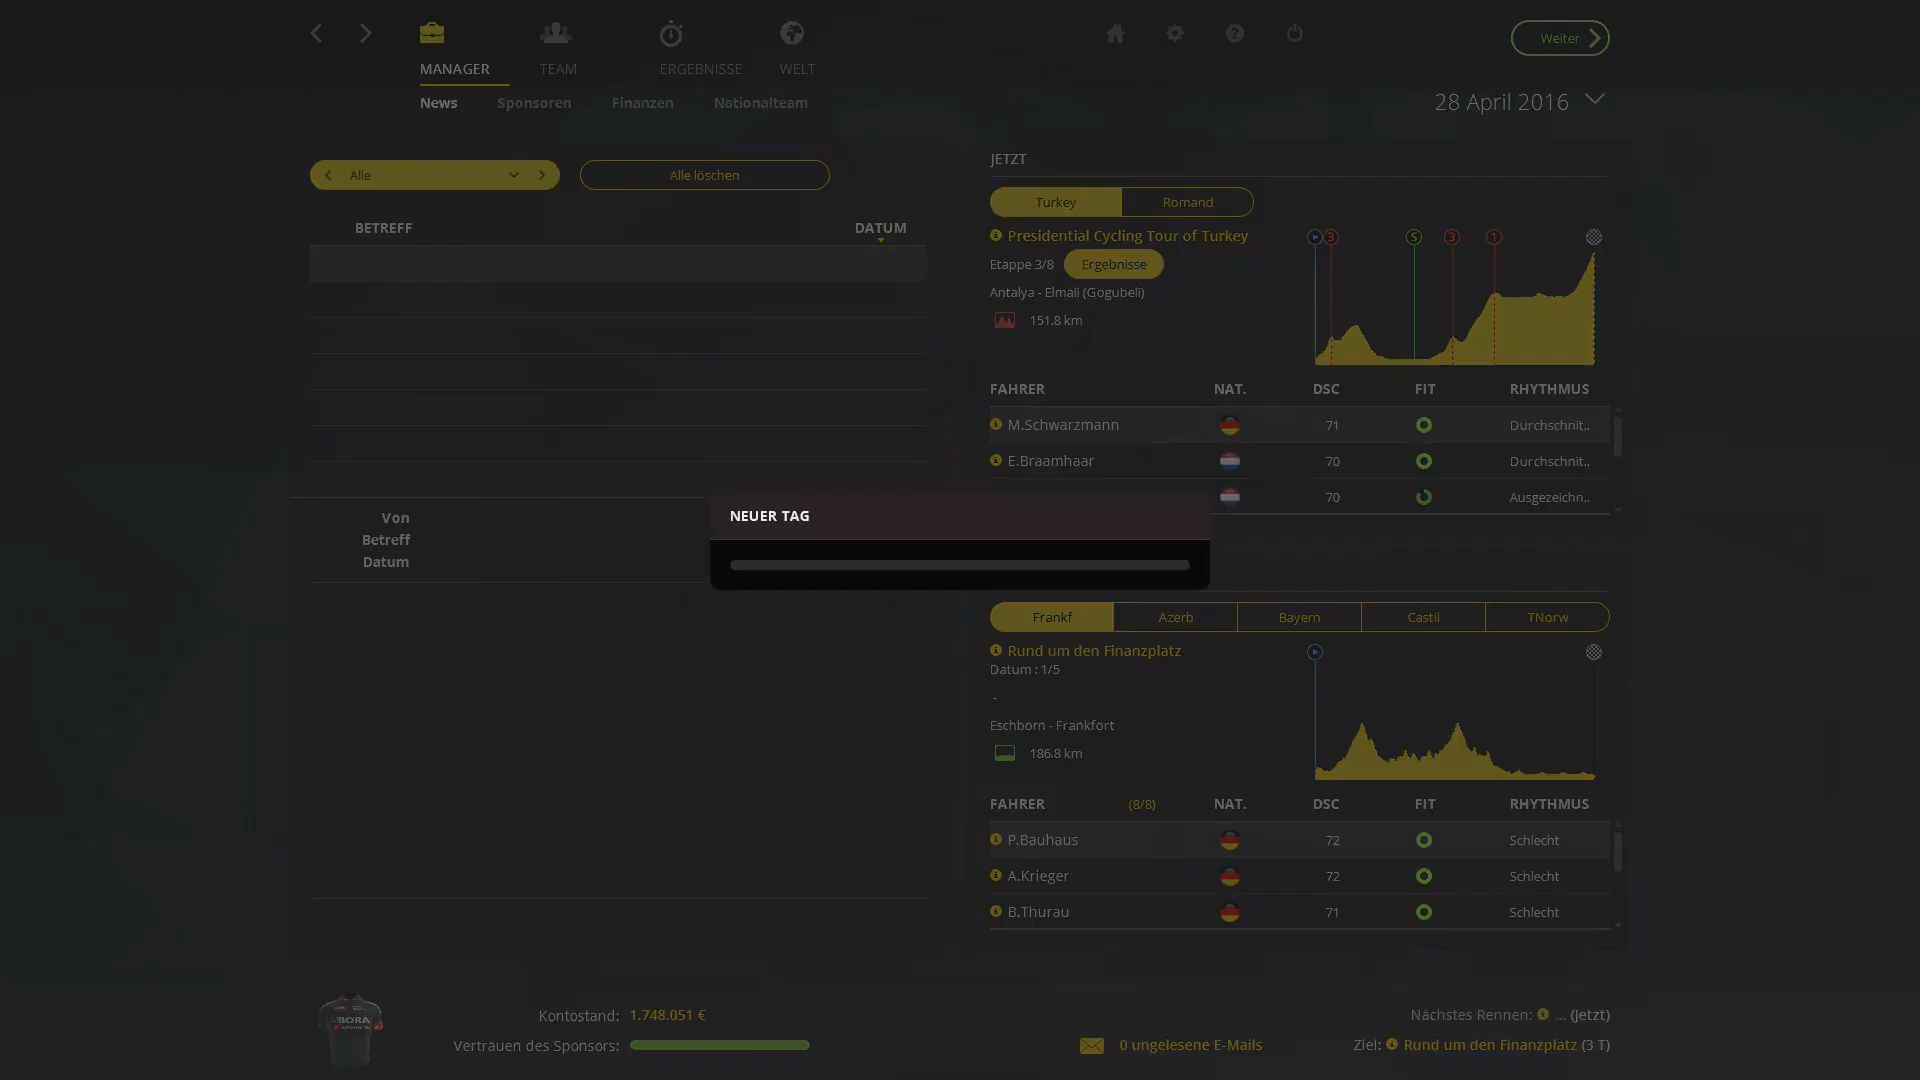 MANAGER
TEAM
ERGEBNISSE
WELT
Weiter
News
Sponsoren
Finanzen
Nationalteam
28 April 2016
Alle
Alle löschen
BETREFF
DATUM
Von
Betreff
Datum
JETZT
Turkey
Romand
Presidential Cycling Tour of Turkey
Etappe 3/8
Ergebnisse
Antalya - Elmali (Gogubeli)
151.8 km
3
S
3
1
FAHRER NAT. DSC FIT RHYTHMUS
M.Schwarzmann 71 Durchschnit..
E.Braamhaar 70 Durchschnit..
70 Ausgezeichn..
NEUER TAG
Frankf
Azerb
Bayern
Castil
TNorw
Rund um den Finanzplatz
Datum : 1/5
-
Eschborn - Frankfort
186.8 km
FAHRER (8/8) NAT. DSC FIT RHYTHMUS
P.Bauhaus 72 Schlecht
A.Krieger 72 Schlecht
B.Thurau 71 Schlecht
BORA
Kontostand: 1.748.051 €
Vertrauen des Sponsors:
0 ungelesene E-Mails
Nächstes Rennen: ... (Jetzt)
Ziel: Rund um den Finanzplatz (3 T)